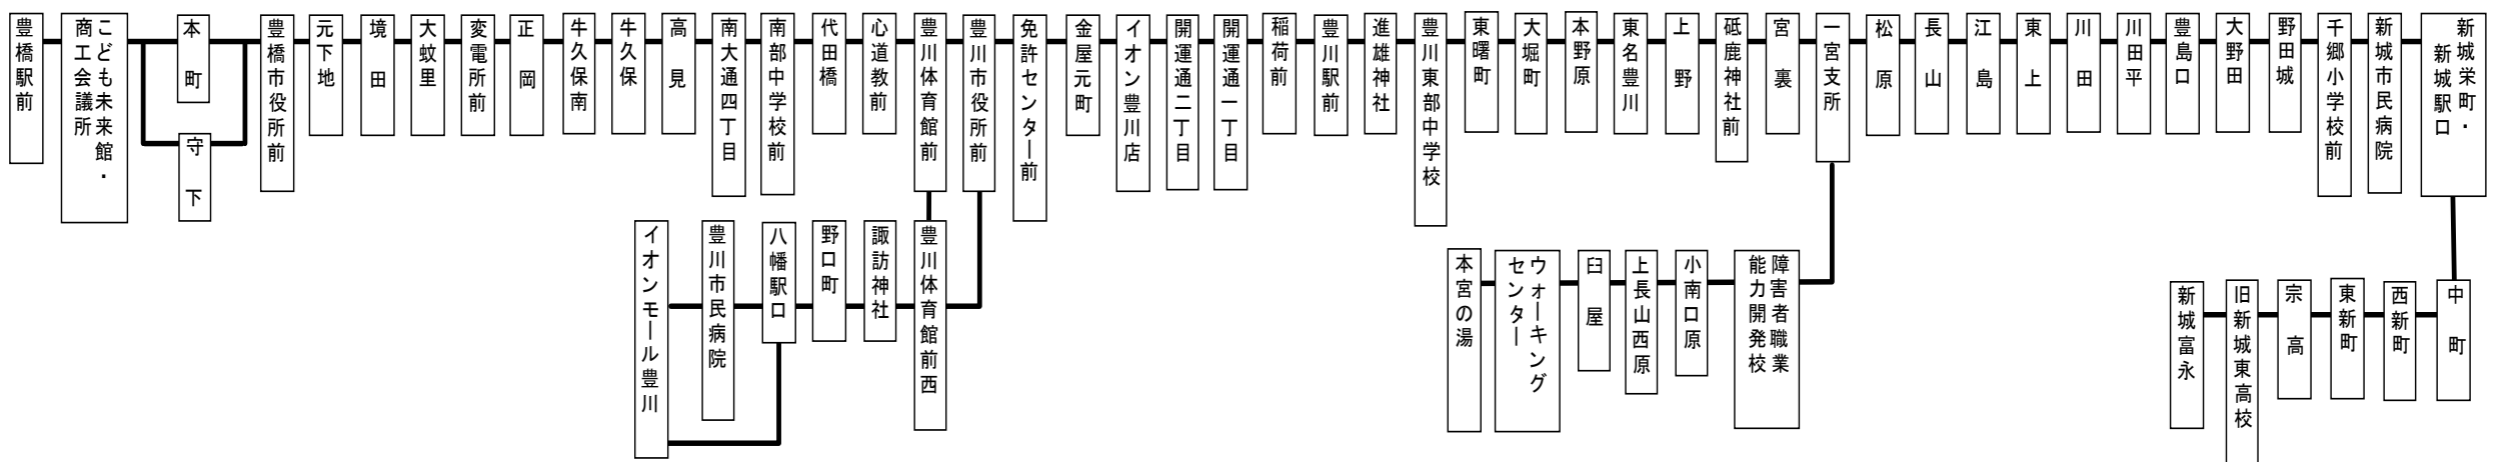 豊橋駅前
こども未来館・
商工会議所
本町
守下
豊橋市役所前
元下地
境田
大蚊里
変電所前
正岡
牛久保南
牛久保
高見
南大通四丁目
南部中学校前
代田橋
心道教前
豊川体育館前
豊川市役所前
免許センター前
金屋元町
イオン豊川店
開運通二丁目
開運通一丁目
稲荷前
豊川駅前
進雄神社
豊川東部中学校
東曙町
大堀町
本野原
東名豊川
上野
砥鹿神社前
宮裏
一宮支所
松原
長山
江島
東上
川田
川田平
豊島口
大野田
野田城
千郷小学校前
新城市民病院
新城栄町・
新城駅口
イオンモール豊川
豊川市民病院
八幡駅口
野口町
諏訪神社
豊川体育館前西
本宮の湯
ウォーキング
センター
臼屋
上長山西原
小南口原
障害者職業
能力開発校
新城富永
旧新城東高校
宗高
東新町
西新町
中町